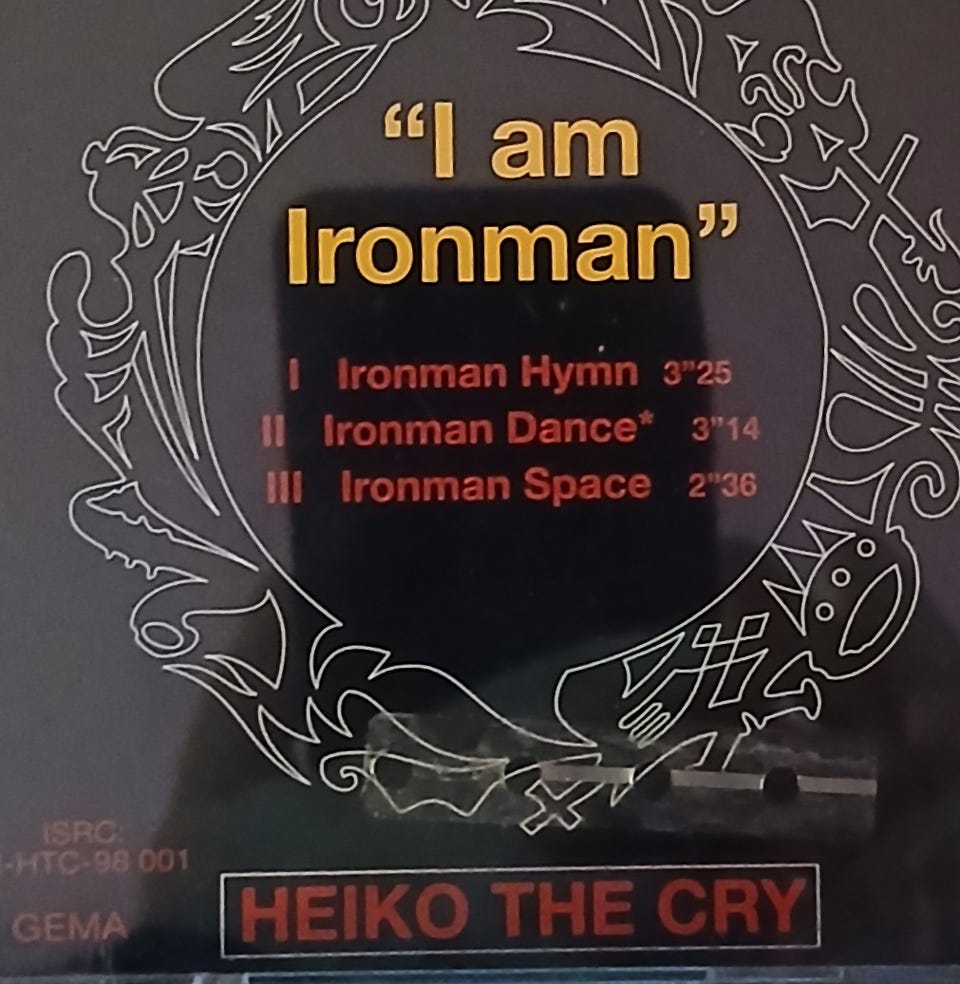 “I am
Ironman”
I Ironman Hymn 3"25
II Ironman Dance* 3"14
III Ironman Space 2"36
ISRC:
-HTC-98 001
GEMA
HEIKO THE CRY